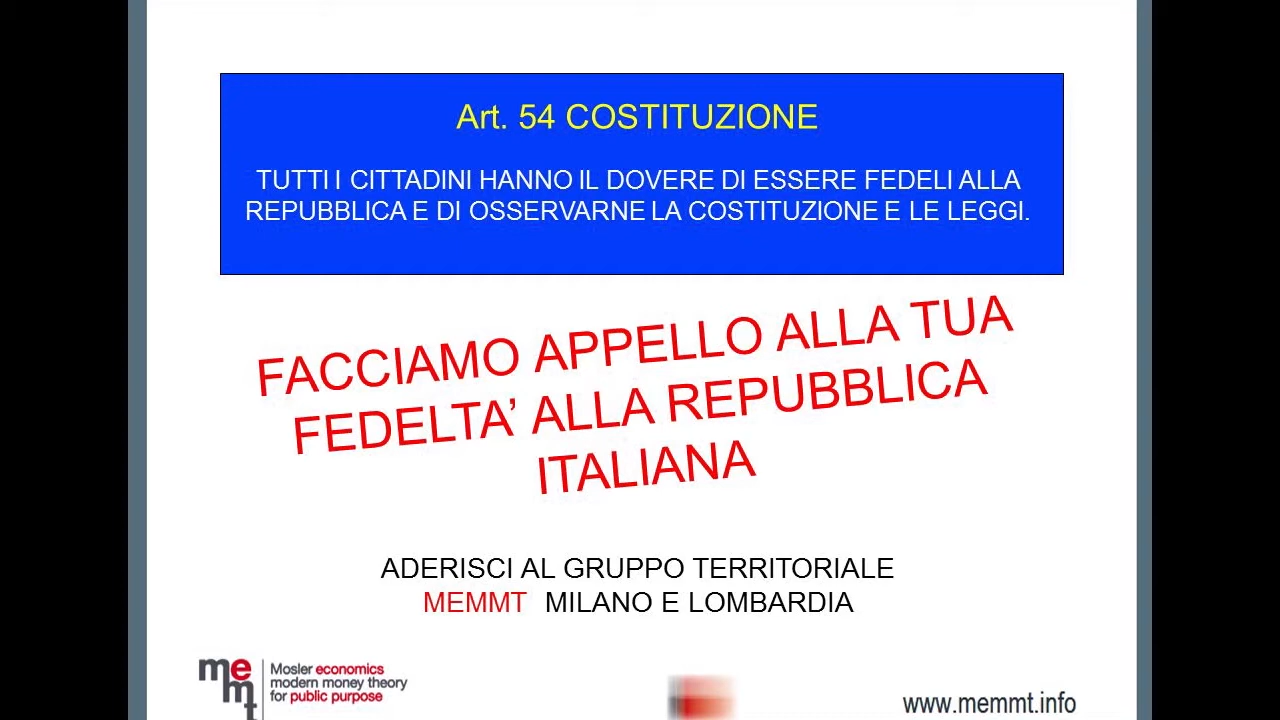 Art. 54 COSTITUZIONE
TUTTI I CITTADINI HANNO IL DOVERE DI ESSERE FEDELI ALLA
REPUBBLICA E DI OSSERVARNE LA COSTITUZIONE E LE LEGGI.
FACCIAMO APPELLO ALLA TUA
FEDELTA’ ALLA REPUBBLICA
ITALIANA
ADERISCI AL GRUPPO TERRITORIALE
MEMMT MILANO E LOMBARDIA
me
mt
Mosler economics
modern money theory
for public purpose
www.memmt.info